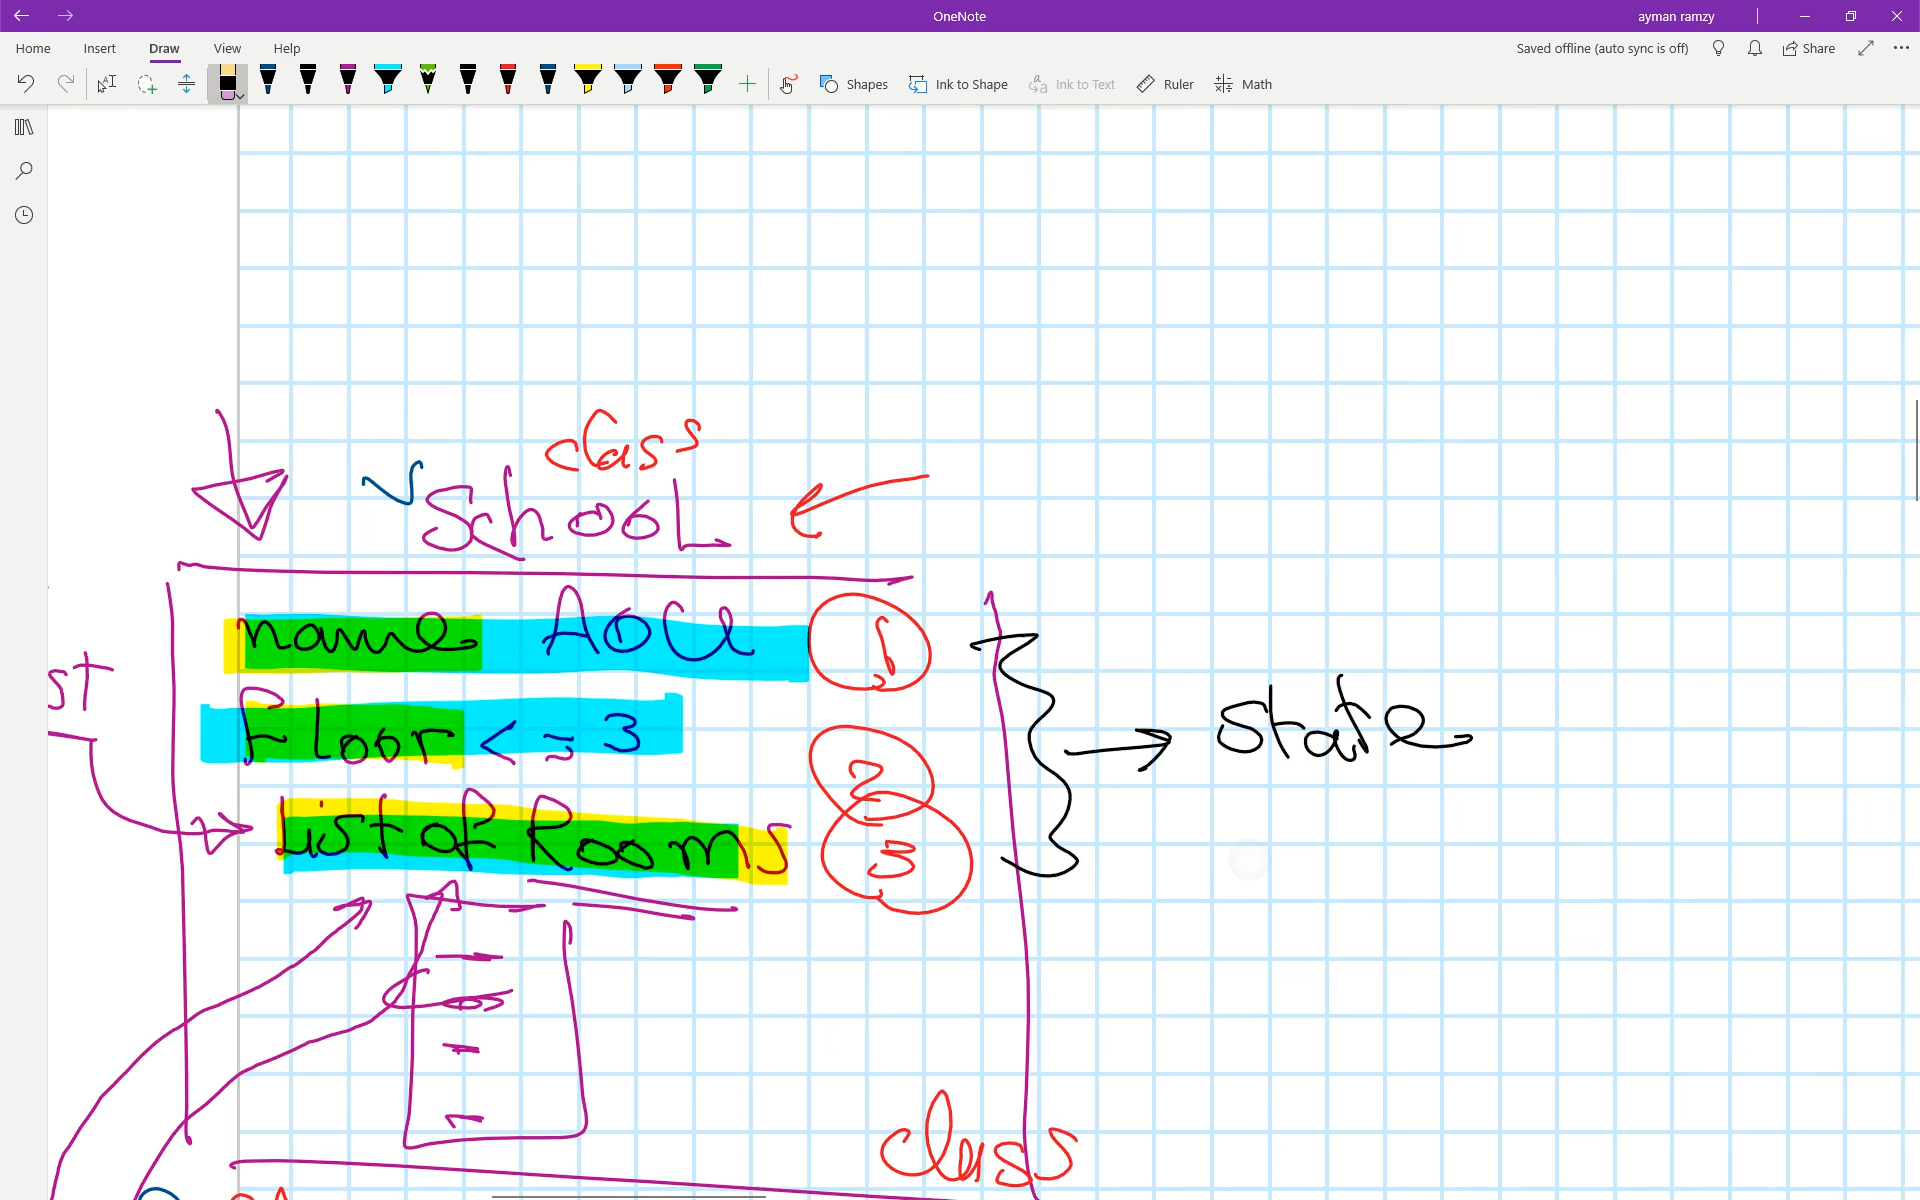 OneNote
ayman ramzy
Home Insert Draw View Help
Saved offline (auto sync is off) Share
Shapes Ink to Shape Ink to Text Ruler Math
class
School
name AOU 1
ST
Floor <= 3 2
state
List of Rooms 3
class